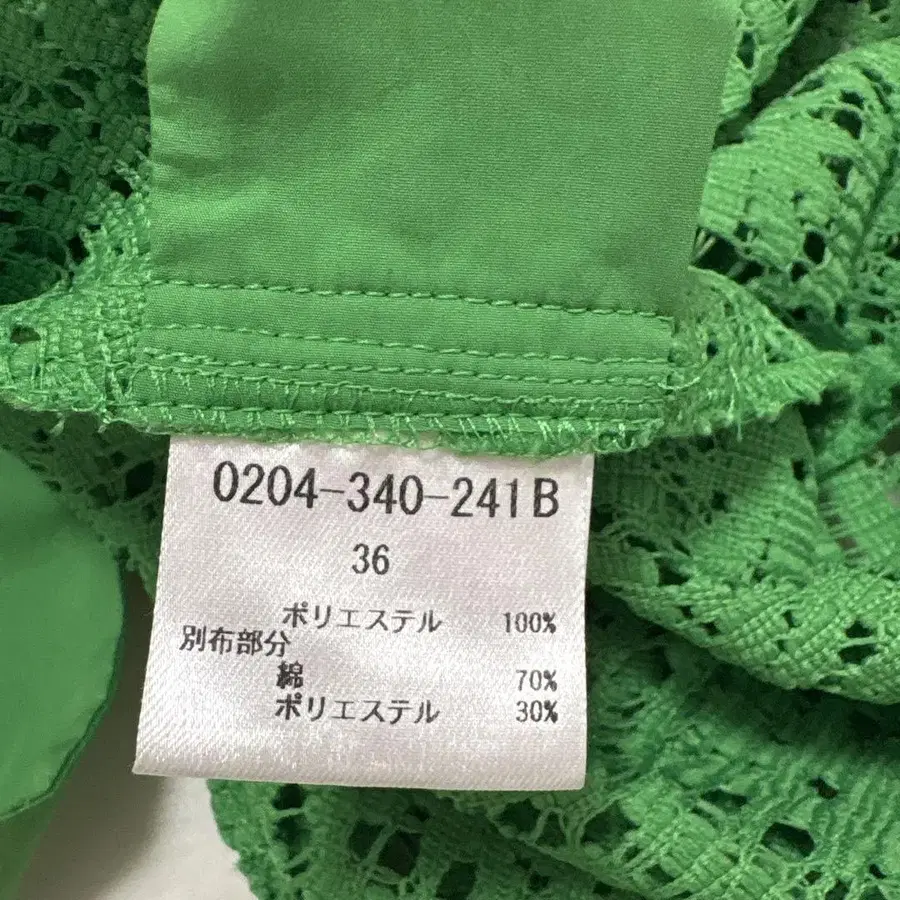 0204-340-241B
36
ポリエステル 100%
別布部分
綿 70%
ポリエステル 30%